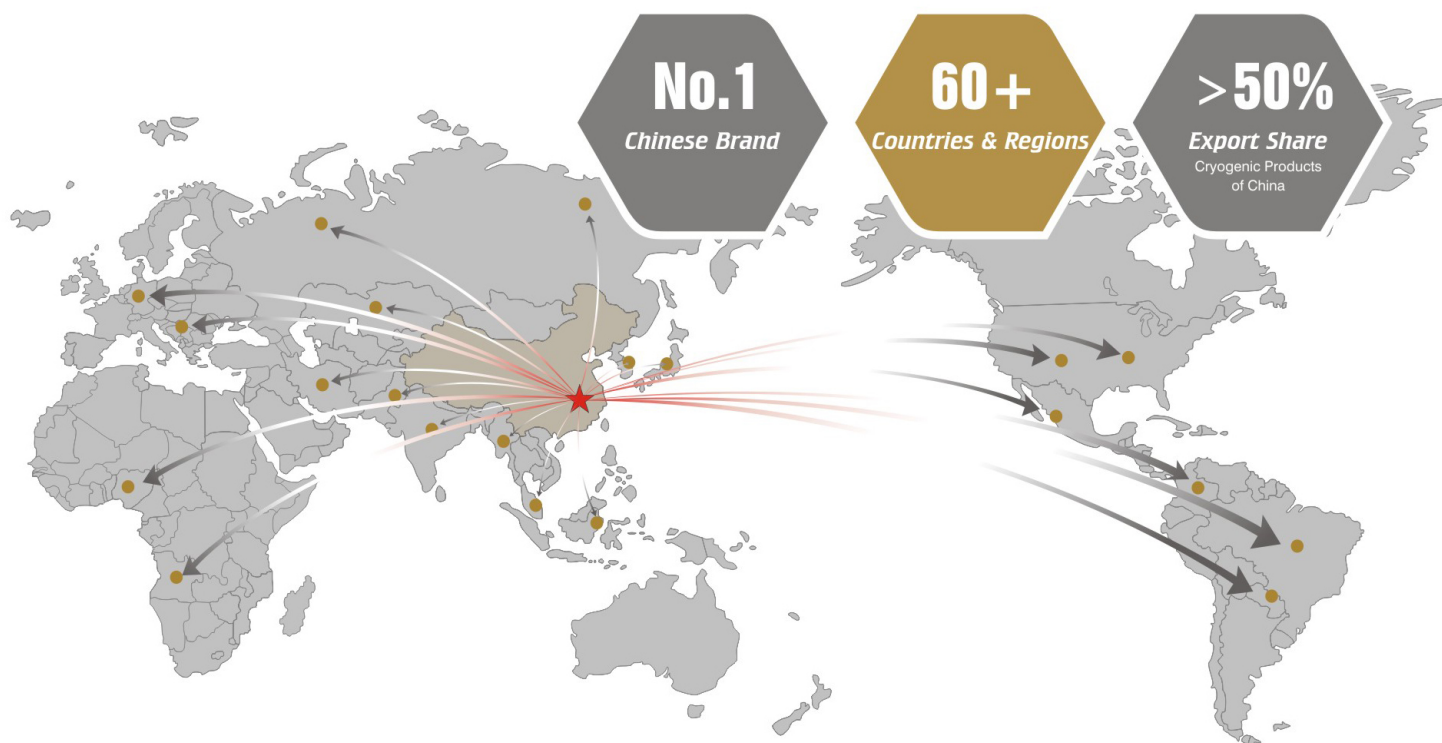 No.1
Chinese Brand
60+
Countries & Regions
>50%
Export Share
Cryogenic Products
of China